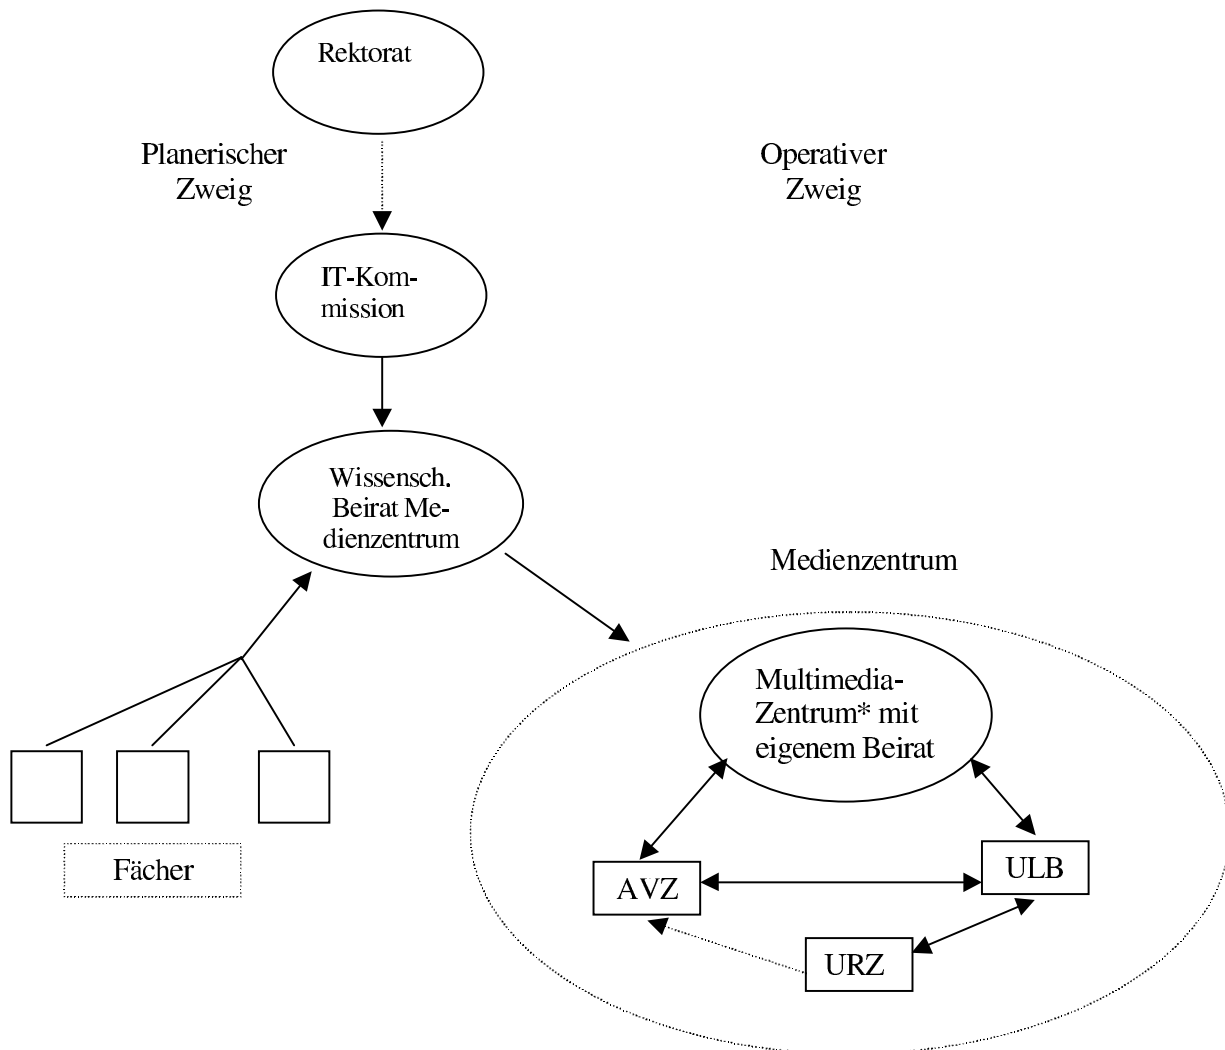 Rektorat
Planerischer
Zweig
Operativer
Zweig
IT-Kom-
mission
Wissensch.
Beirat Me-
dienzentrum
Medienzentrum
Multimedia-
Zentrum* mit
eigenem Beirat
Fächer
AVZ
ULB
URZ